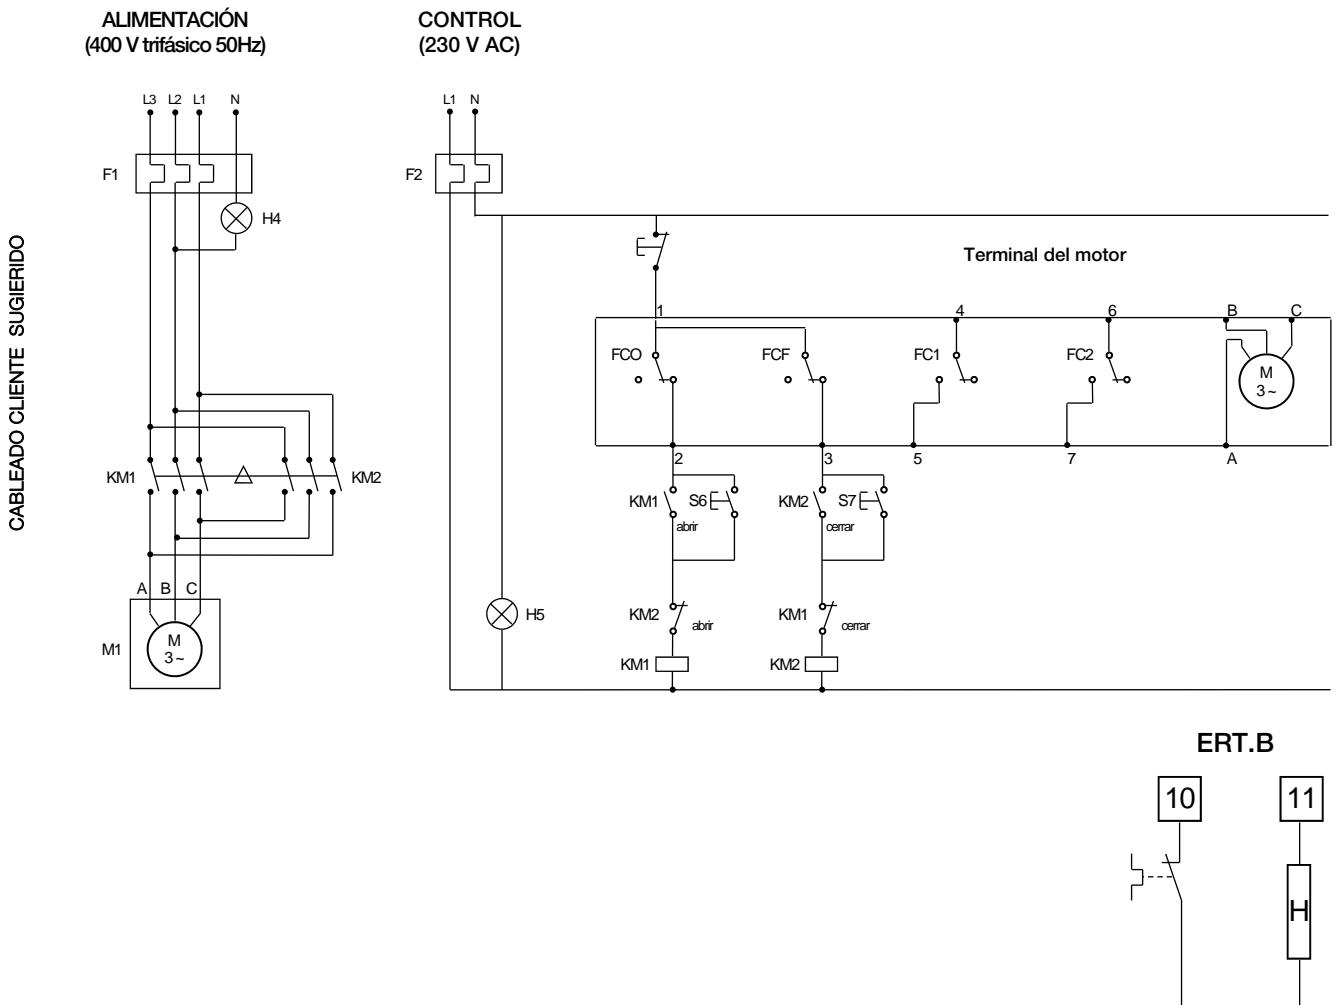 ALIMENTACIÓN
(400 V trifásico 50Hz)
CONTROL
(230 V AC)
L3 L2 L1 N
L1 N
F1
F2
H4
CABLEADO CLIENTE SUGIERIDO
Terminal del motor
1 4 6 B C
FCO FCF FC1 FC2
M
3~
KM1 KM2
2 3 5 7 A
KM1 S6 KM2 S7
abrir cerrar
A B C
M1
M
3~
H5
KM2 abrir KM1 cerrar
KM1 KM2
ERT.B
10 11
H